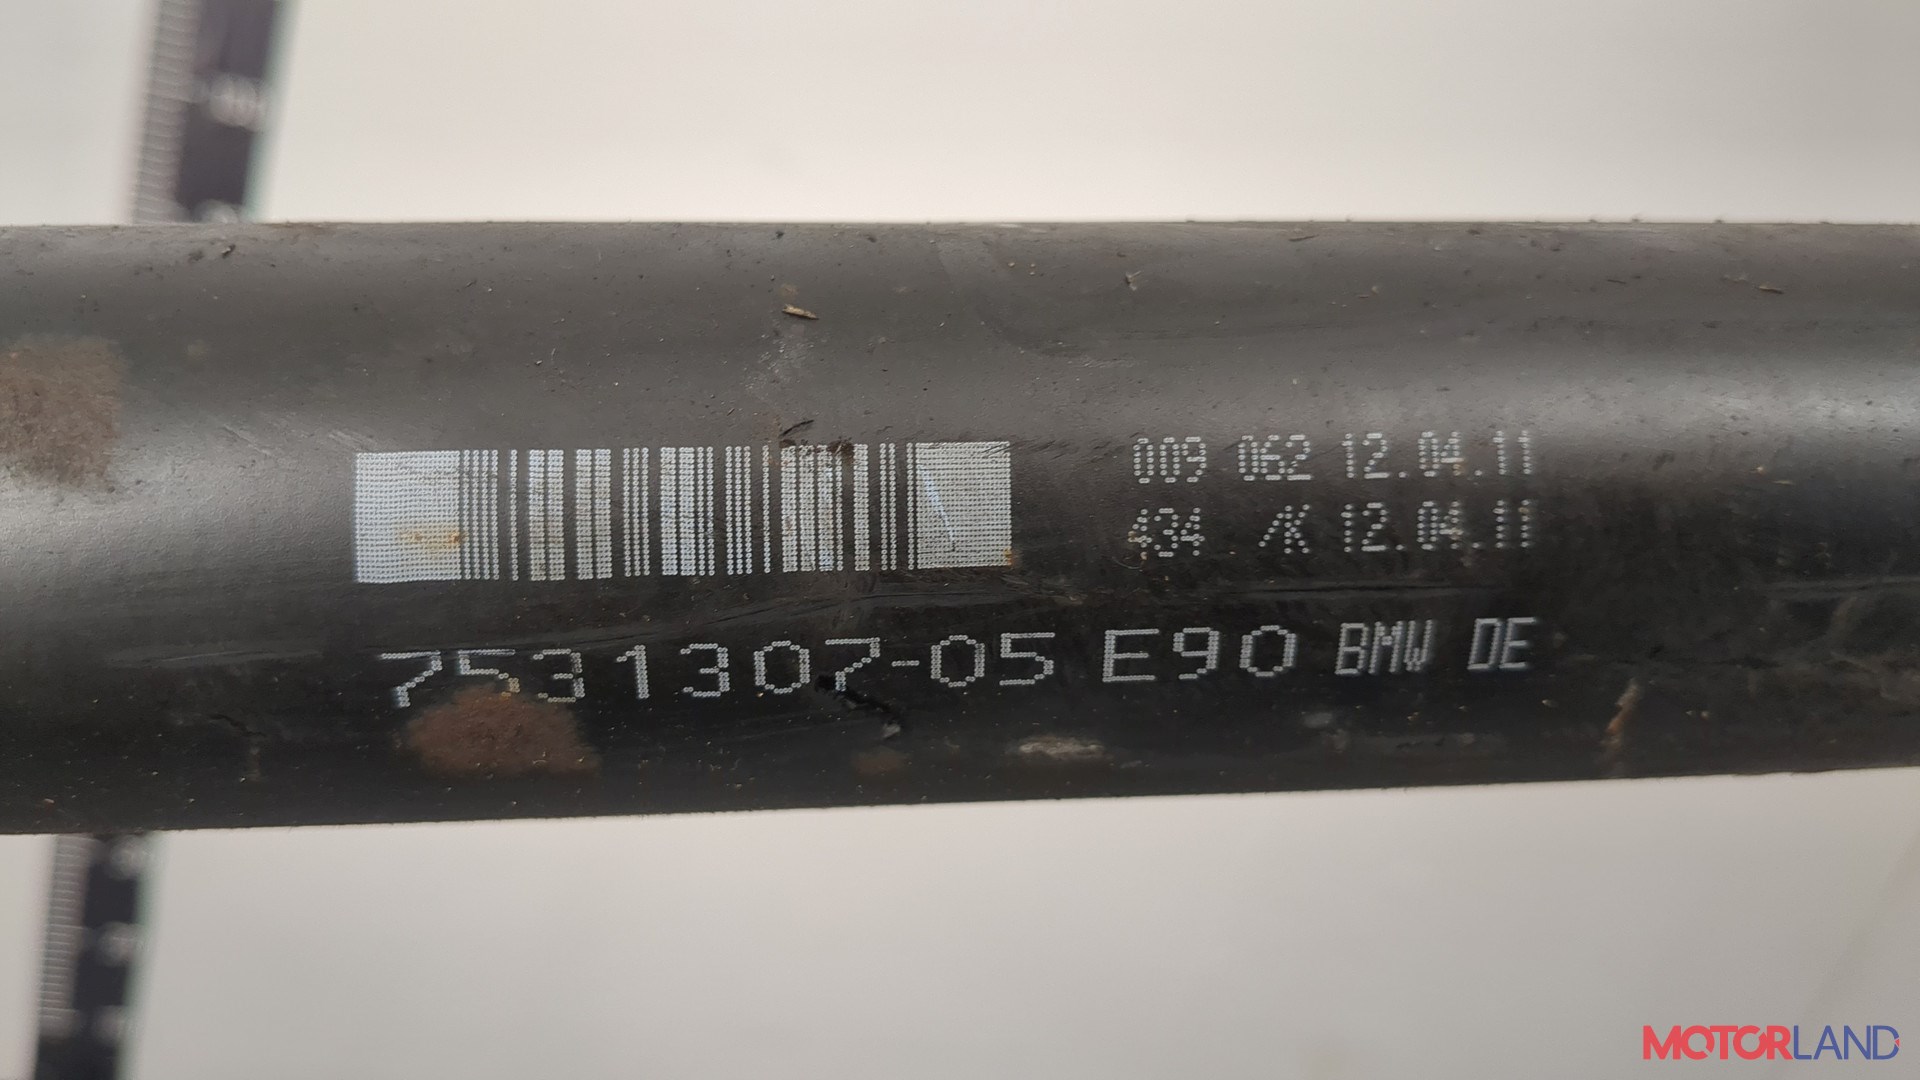 009 062 12.04.11
434 /K 12.04.11
7531307-05 E90 BMW DE
MOTORLAND